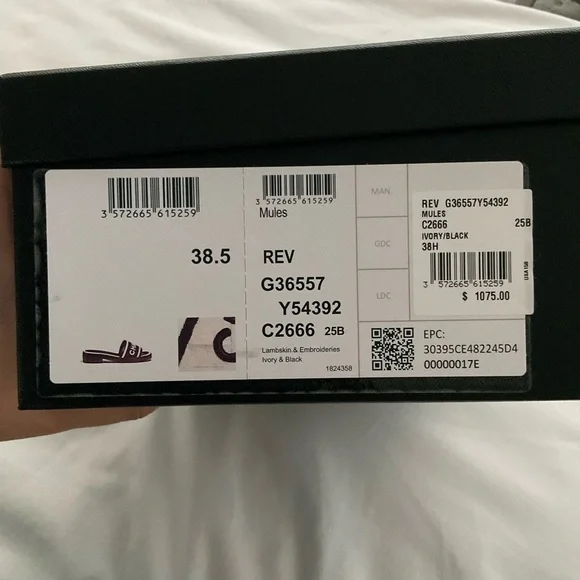 3 572665 615259
38.5
3 572665 615259
Mules
REV
G36557
Y54392
C2666 25B
Lambskin & Embroideries
Ivory & Black
1824358
MAN.
GDC
LDC
REV G36557Y54392
MULES
C2666 25B
IVORY/BLACK
38H
3 572665 615259
$ 1075.00
USA 158
EPC:
30395CE482245D4
00000017E